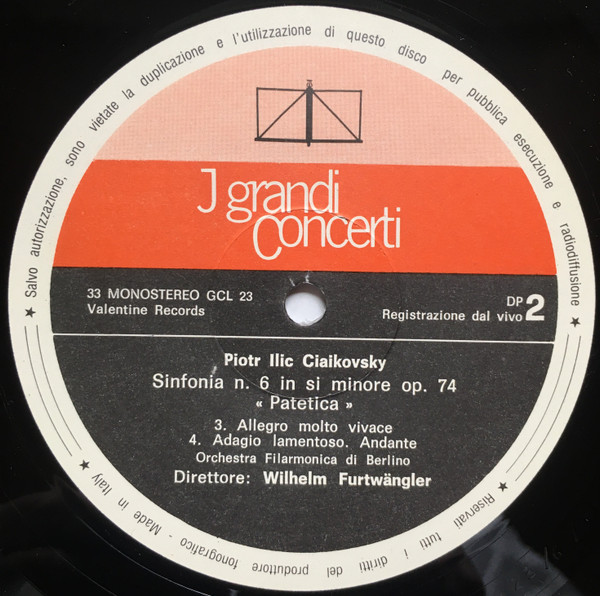 ★ Salvo autorizzazione, sono vietate la duplicazione e l'utilizzazione di questo disco per pubblica esecuzione e radiodiffusione ★
J grandi
Concerti
33 MONOSTEREO GCL 23
Valentine Records
DP 2
Registrazione dal vivo
Piotr Ilic Ciaikovsky
Sinfonia n. 6 in si minore op. 74
« Patetica »
3. Allegro molto vivace
4. Adagio lamentoso. Andante
Orchestra Filarmonica di Berlino
Direttore: Wilhelm Furtwängler
★ Riservati tutti i diritti del produttore fonografico - Made in Italy ★